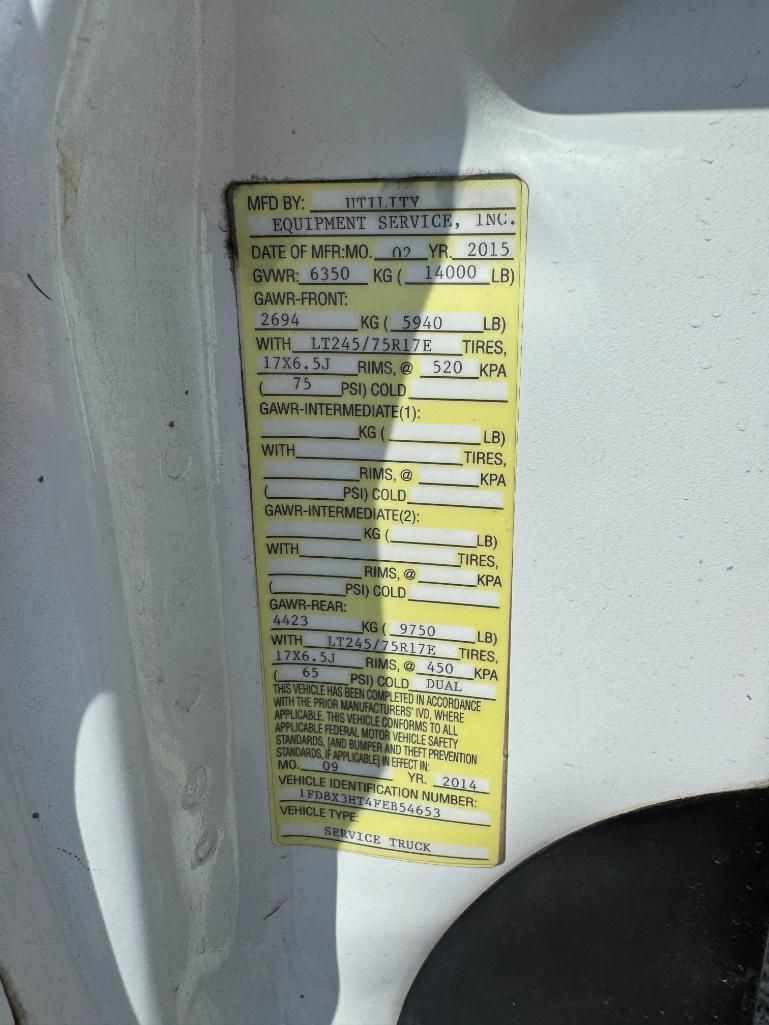 MFD BY: UTILITY
EQUIPMENT SERVICE, INC.
DATE OF MFR:MO. 02 YR. 2015
GVWR: 6350 KG ( 14000 LB)
GAWR-FRONT:
2694 KG ( 5940 LB)
WITH LT245/75R17E TIRES,
17X6.5J RIMS, @ 520 KPA
( 75 PSI) COLD
GAWR-INTERMEDIATE(1):
KG ( LB)
WITH TIRES,
RIMS, @ KPA
( PSI) COLD
GAWR-INTERMEDIATE(2):
KG ( LB)
WITH TIRES,
RIMS, @ KPA
( PSI) COLD
GAWR-REAR:
4423 KG ( 9750 LB)
WITH LT245/75R17E TIRES,
17X6.5J RIMS, @ 450 KPA
( 65 PSI) COLD DUAL
THIS VEHICLE HAS BEEN COMPLETED IN ACCORDANCE
WITH THE PRIOR MANUFACTURERS' IVD, WHERE
APPLICABLE. THIS VEHICLE CONFORMS TO ALL
APPLICABLE FEDERAL MOTOR VEHICLE SAFETY
STANDARDS, [AND BUMPER AND THEFT PREVENTION
STANDARDS, IF APPLICABLE] IN EFFECT IN:
MO. 09 YR. 2014
VEHICLE IDENTIFICATION NUMBER:
1FD8X3HT4FEB54653
VEHICLE TYPE:
SERVICE TRUCK